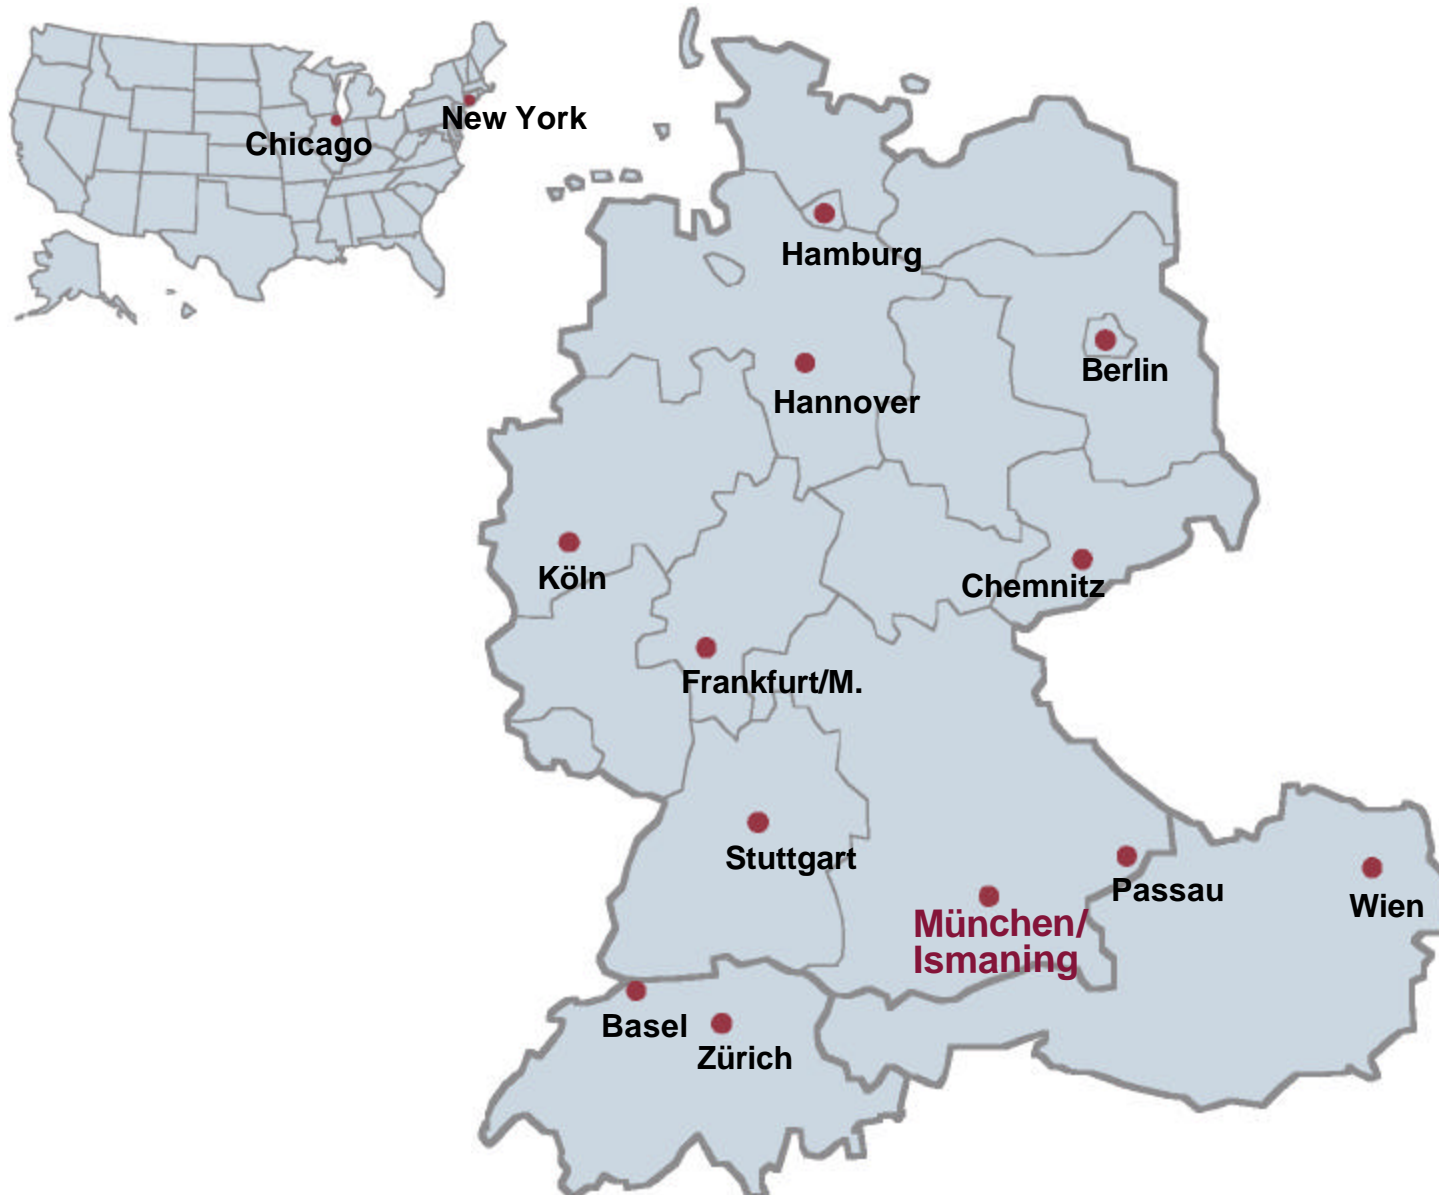 New York
Chicago
Hamburg
Berlin
Hannover
Köln
Chemnitz
Frankfurt/M.
Stuttgart
Passau
Wien
München/
Ismaning
Basel
Zürich